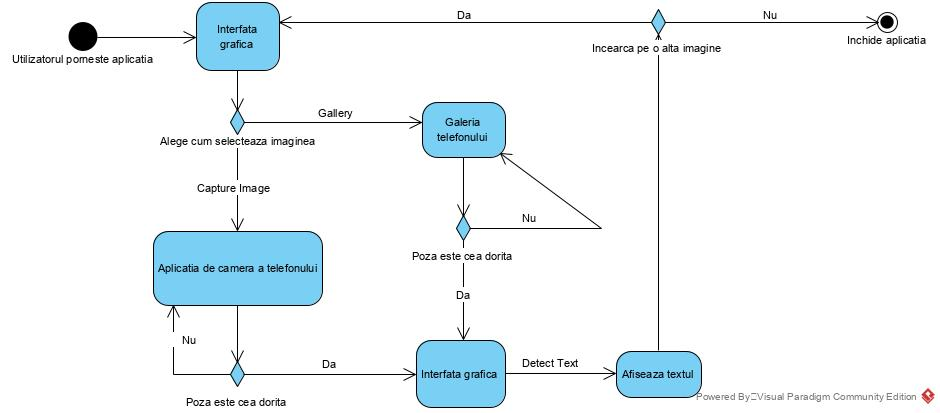 Da
Nu
Interfata
grafica
Incearca pe o alta imagine
Inchide aplicatia
Utilizatorul porneste aplicatia
Gallery
Galeria
telefonului
Alege cum selecteaza imaginea
Capture Image
Nu
Poza este cea dorita
Aplicatia de camera a telefonului
Da
Nu
Da
Interfata grafica
Detect Text
Afiseaza textul
Poza este cea dorita
Powered By Visual Paradigm Community Edition